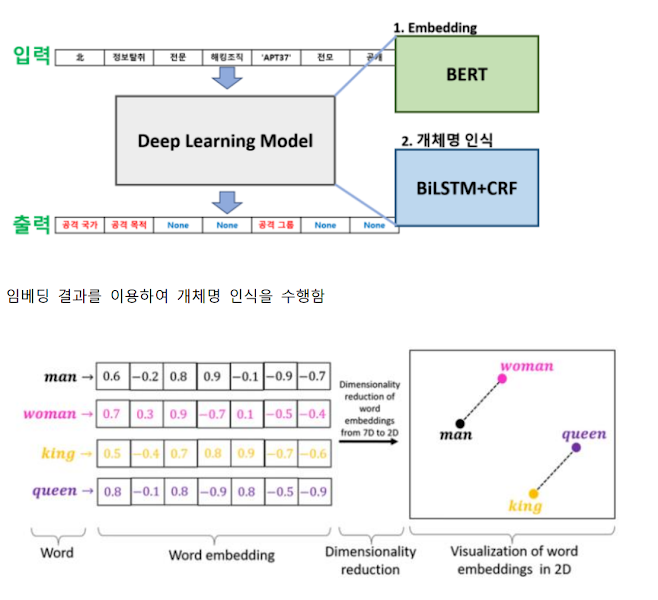 1. Embedding
입력 北 정보탈취 전문 해킹조직 'APT37' 전모 공개
BERT
Deep Learning Model
2. 개체명 인식
BiLSTM+CRF
출력 공격 국가 공격 목적 None None 공격 그룹 None None
임베딩 결과를 이용하여 개체명 인식을 수행함
man → 0.6 −0.2 0.8 0.9 −0.1 −0.9 −0.7
woman → 0.7 0.3 0.9 −0.7 0.1 −0.5 −0.4
king → 0.5 −0.4 0.7 0.8 0.9 −0.7 −0.6
queen → 0.8 −0.1 0.8 −0.9 0.8 −0.5 −0.9
Dimensionality
reduction of
word
embeddings
from 7D to 2D
woman
man
queen
king
Word
Word embedding
Dimensionality
reduction
Visualization of word
embeddings in 2D